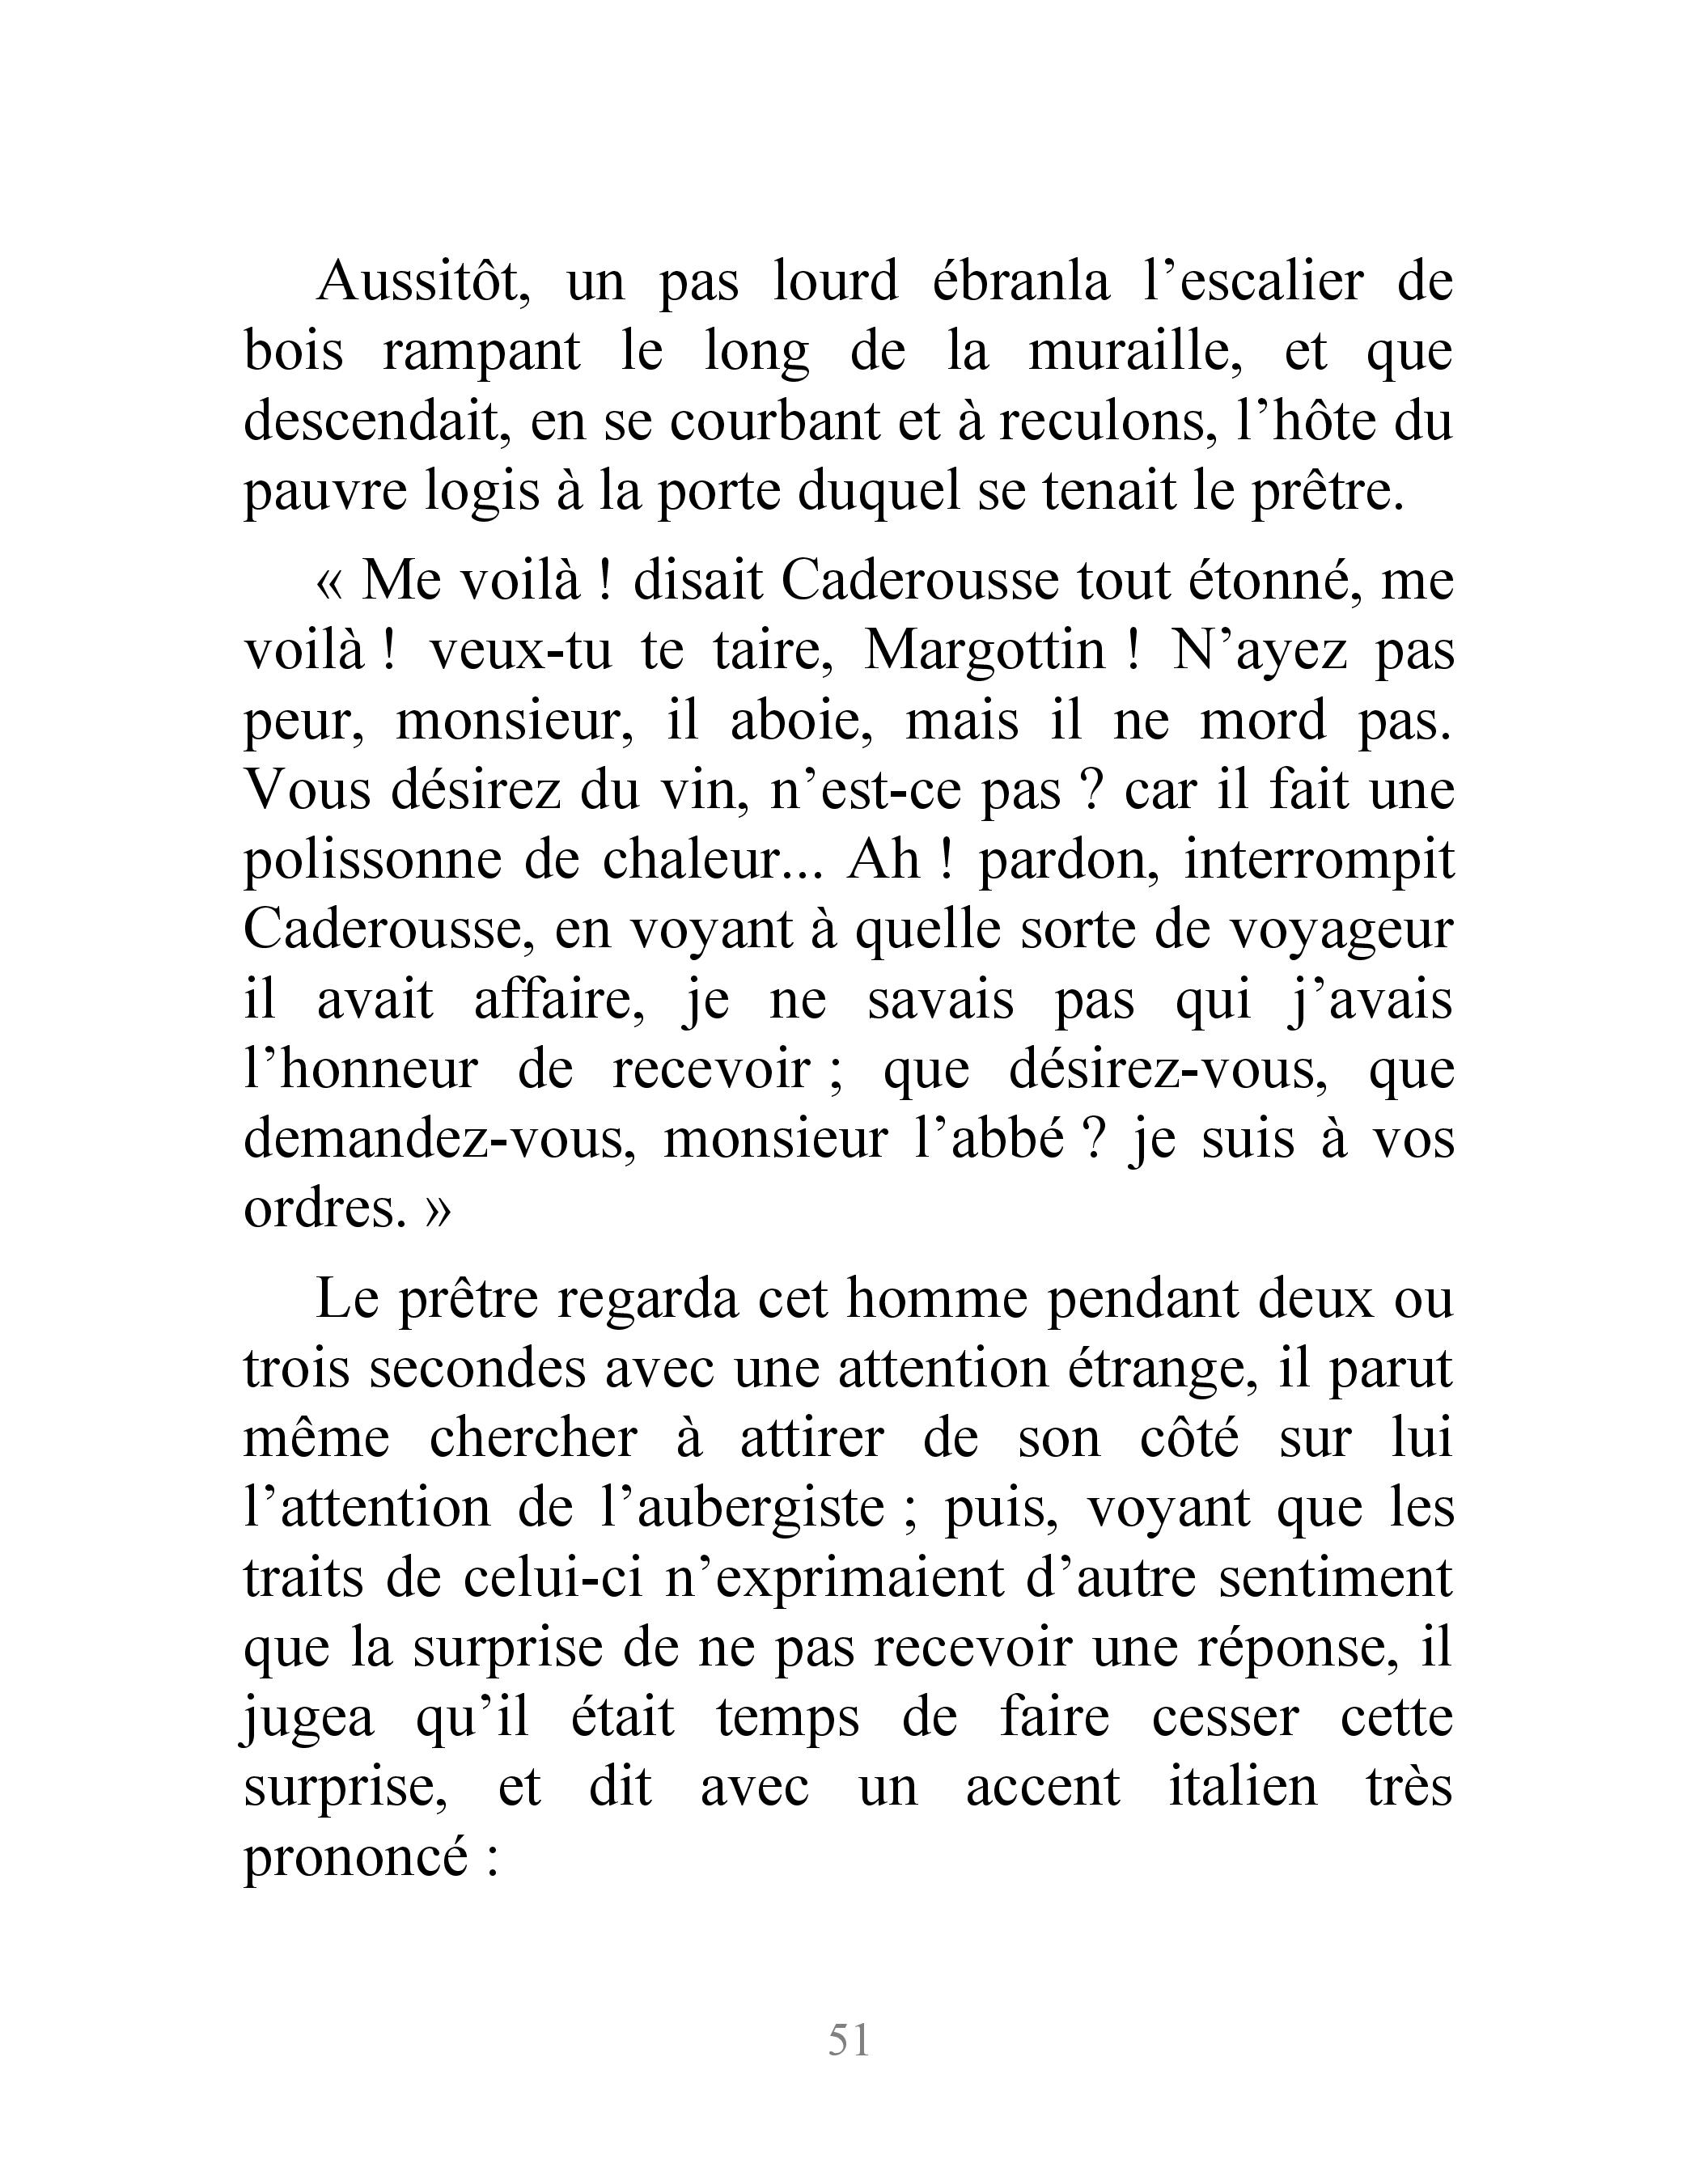 Aussitôt, un pas lourd ébranla l’escalier de
bois rampant le long de la muraille, et que
descendait, en se courbant et à reculons, l’hôte du
pauvre logis à la porte duquel se tenait le prêtre.
« Me voilà ! disait Caderousse tout étonné, me
voilà ! veux-tu te taire, Margottin ! N’ayez pas
peur, monsieur, il aboie, mais il ne mord pas.
Vous désirez du vin, n’est-ce pas ? car il fait une
polissonne de chaleur... Ah ! pardon, interrompit
Caderousse, en voyant à quelle sorte de voyageur
il avait affaire, je ne savais pas qui j’avais
l’honneur de recevoir ; que désirez-vous, que
demandez-vous, monsieur l’abbé ? je suis à vos
ordres. »
Le prêtre regarda cet homme pendant deux ou
trois secondes avec une attention étrange, il parut
même chercher à attirer de son côté sur lui
l’attention de l’aubergiste ; puis, voyant que les
traits de celui-ci n’exprimaient d’autre sentiment
que la surprise de ne pas recevoir une réponse, il
jugea qu’il était temps de faire cesser cette
surprise, et dit avec un accent italien très
prononcé :
51